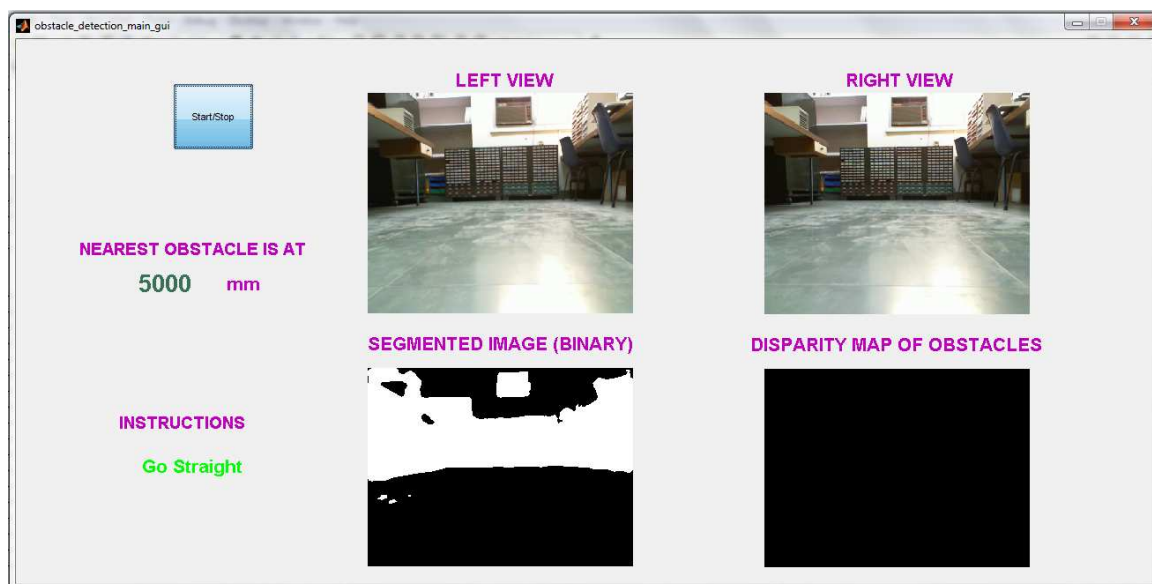 obstacle_detection_main_gui
Start/Stop
LEFT VIEW
RIGHT VIEW
NEAREST OBSTACLE IS AT
5000 mm
SEGMENTED IMAGE (BINARY)
DISPARITY MAP OF OBSTACLES
INSTRUCTIONS
Go Straight